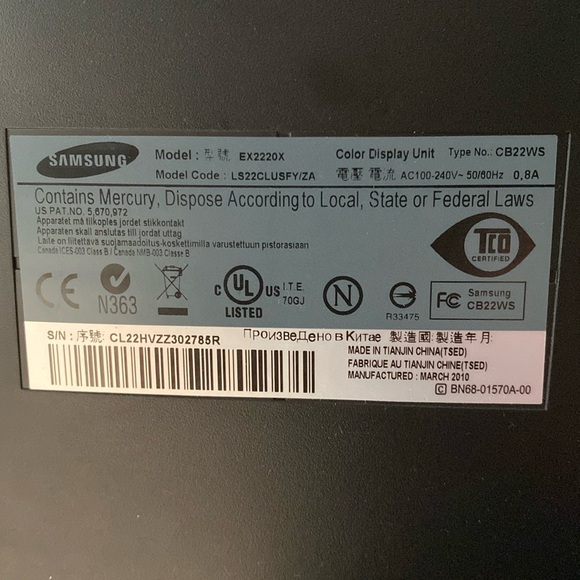 SAMSUNG
Model : 型號 EX2220X
Color Display Unit Type No.: CB22WS
Model Code : LS22CLUSFY/ZA
電壓 電流 AC100-240V~ 50/60Hz 0,8A
Contains Mercury, Dispose According to Local, State or Federal Laws
US PAT.NO. 5,670,972
Apparatet må tilkoples jordet stikkontakt
Apparaten skall anslutas till jordat uttag
Laite on liitettävä suojamaadoitus-koskettimilla varustettuun pistorasiaan
Canada ICES-003 Class B / Canada NMB-003 Classe B
TCO
CERTIFIED
CE
N363
C UL US
LISTED
I.T.E.
70GJ
N
R33475
FC Samsung
CB22WS
S/N : 序號: CL22HVZZ302785R
Произведено в Китае 製造國:製造年月:
MADE IN TIANJIN CHINA(TSED)
FABRIQUE AU TIANJIN CHINE(TSED)
MANUFACTURED : MARCH 2010
C BN68-01570A-00